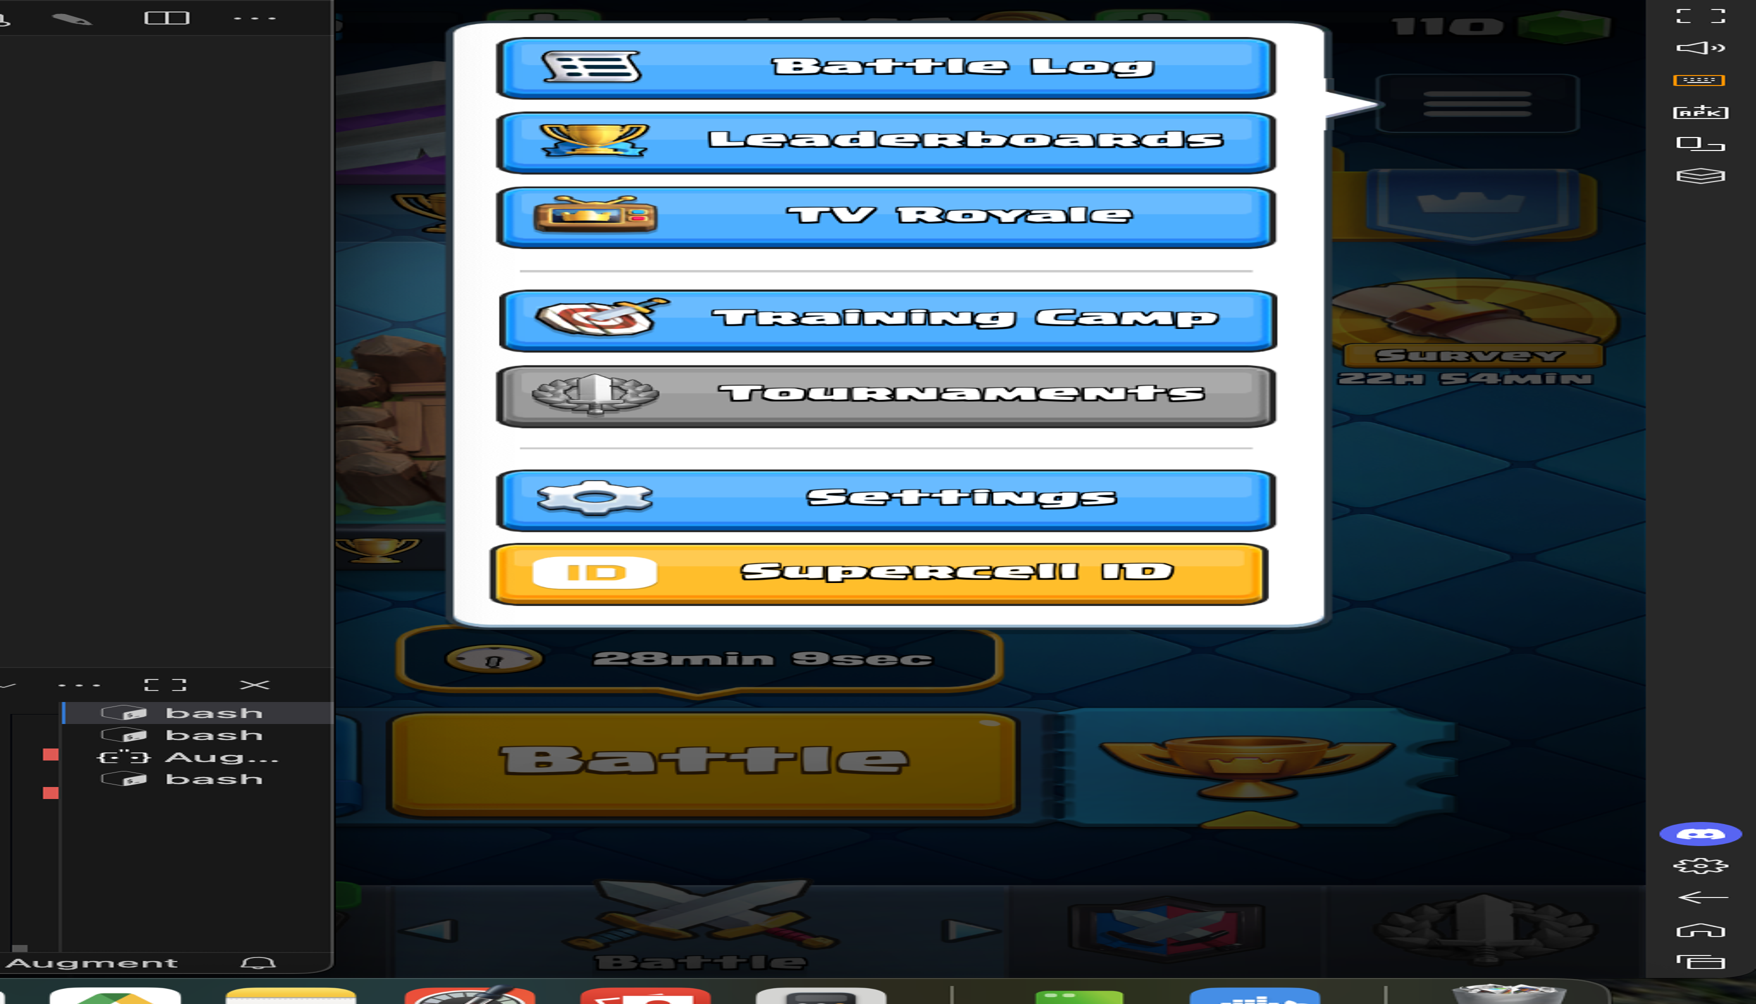 110
Battle Log
Leaderboards
TV Royale
Training Camp
Survey
22H 54MIN
Tournaments
Settings
ID Supercell ID
28min 9sec
bash
bash
Aug...
bash
Battle
Battle
Augment
APK